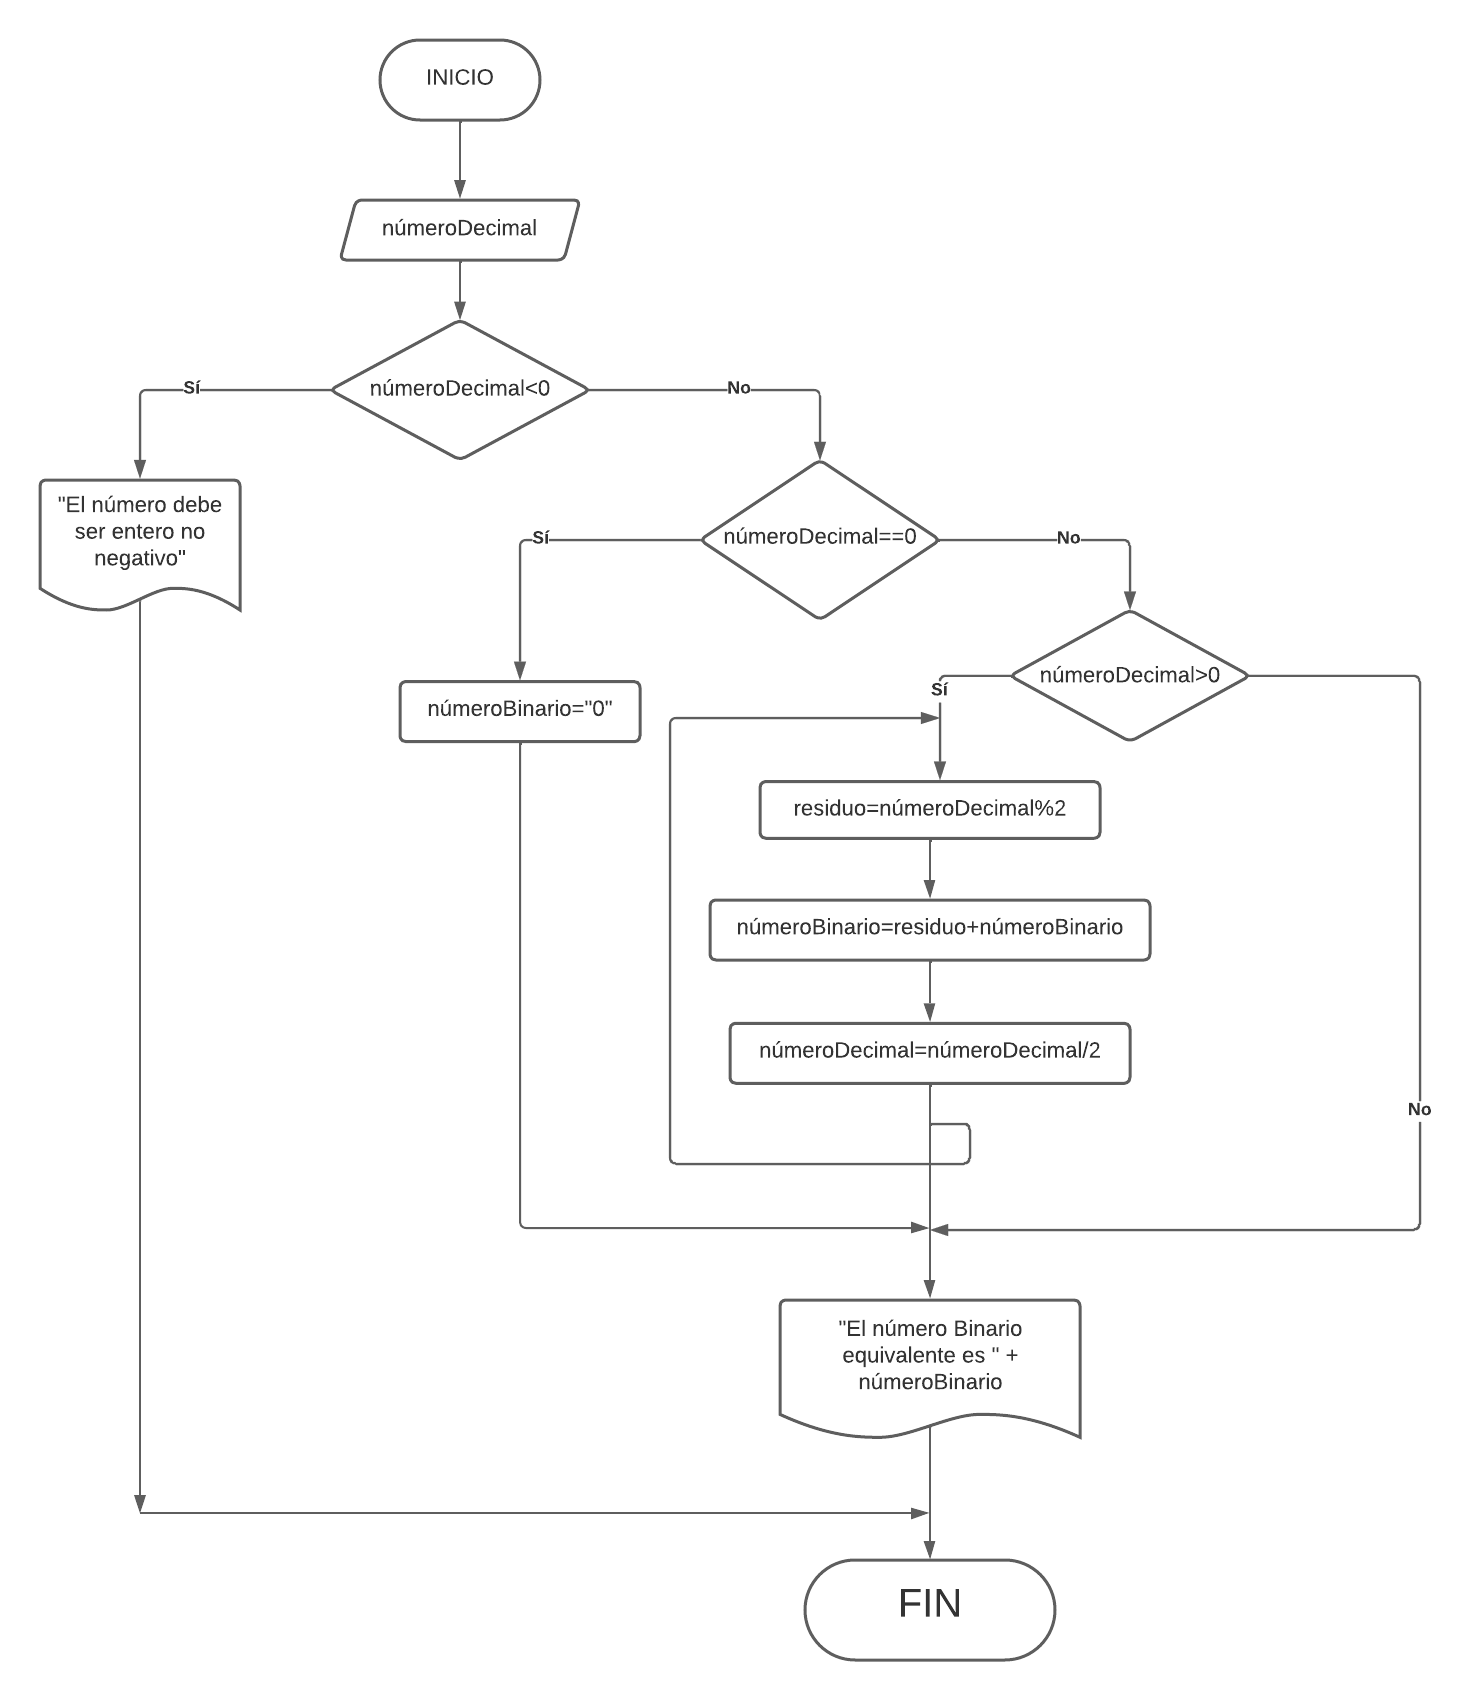 INICIO
númeroDecimal
númeroDecimal<0
Sí
No
"El número debe
ser entero no
negativo"
númeroDecimal==0
Sí
No
númeroBinario="0"
númeroDecimal>0
Sí
residuo=númeroDecimal%2
númeroBinario=residuo+númeroBinario
númeroDecimal=númeroDecimal/2
No
"El número Binario
equivalente es " +
númeroBinario
FIN